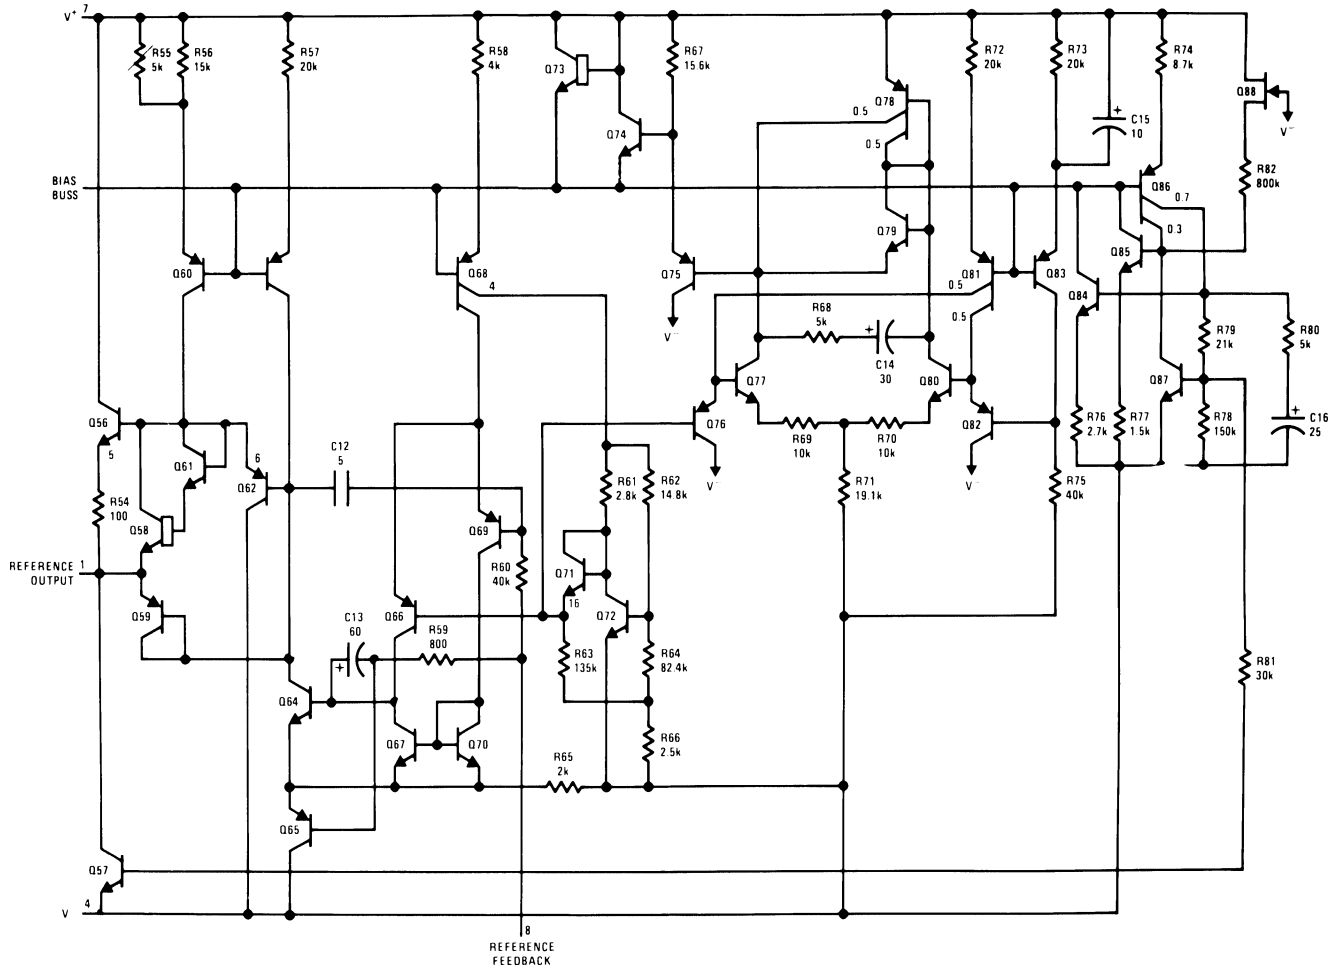 V+ 7
R55
5k
R56
15k
R57
20k
R58
4k
Q73
R67
15.6k
Q74
Q78
0.5
0.5
R72
20k
R73
20k
C15
10
R74
8.7k
Q88
V−
R82
800k
BIAS
BUSS
Q86
0.7
0.3
Q79
Q85
Q60
Q68
4
Q75
V−
Q81
0.5
0.5
Q83
Q84
R68
5k
C14
30
R79
21k
R80
5k
Q77
Q80
Q87
Q56
5
Q61
6
Q62
C12
5
Q76
V−
R69
10k
R70
10k
Q82
V−
R76
2.7k
R77
1.5k
R78
150k
C16
25
R54
100
Q58
R61
2.8k
R62
14.8k
R71
19.1k
R75
40k
Q69
REFERENCE 1
OUTPUT
R60
40k
Q71
16
Q59
Q66
Q72
C13
60
R59
800
R63
135k
R64
82.4k
R81
30k
Q64
Q67
Q70
R66
2.5k
R65
2k
Q65
Q57
V 4
8
REFERENCE
FEEDBACK